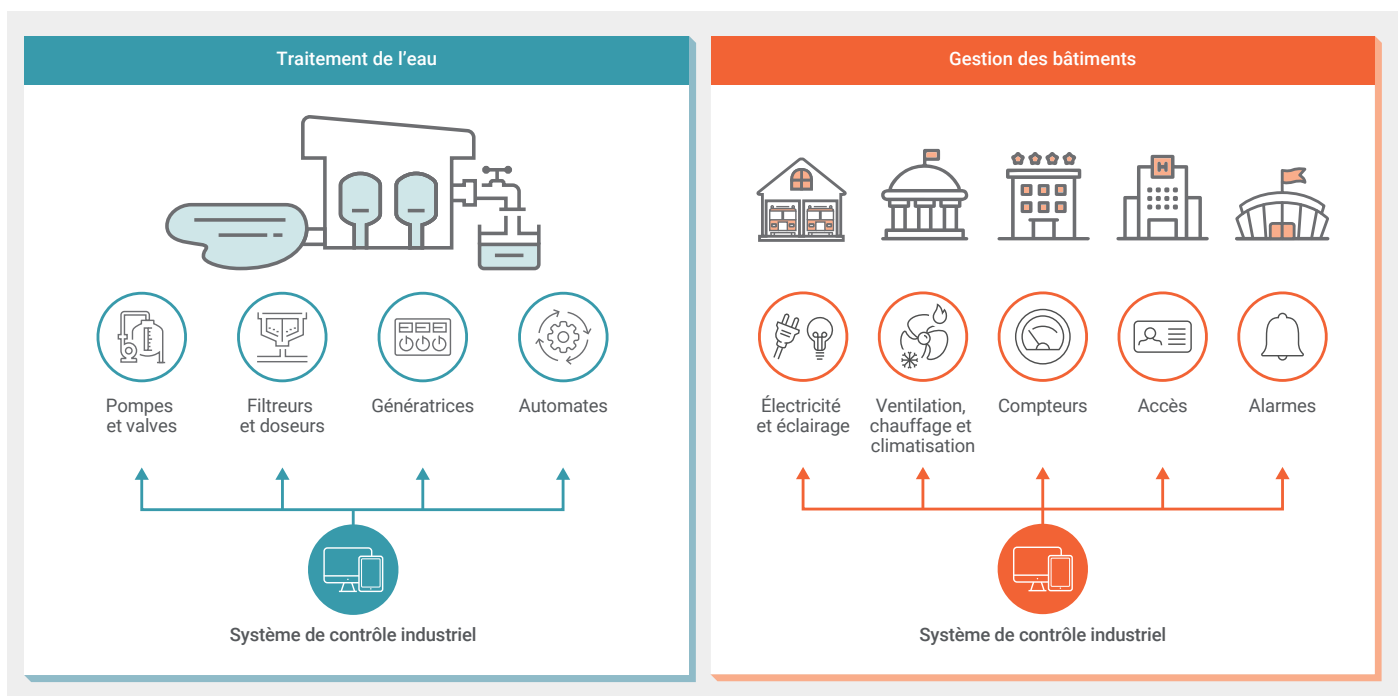 Traitement de l'eau
Pompes
et valves
Filtreurs
et doseurs
Génératrices
Automates
Système de contrôle industriel
Gestion des bâtiments
H
Électricité
et éclairage
Ventilation,
chauffage et
climatisation
Compteurs
Accès
Alarmes
Système de contrôle industriel